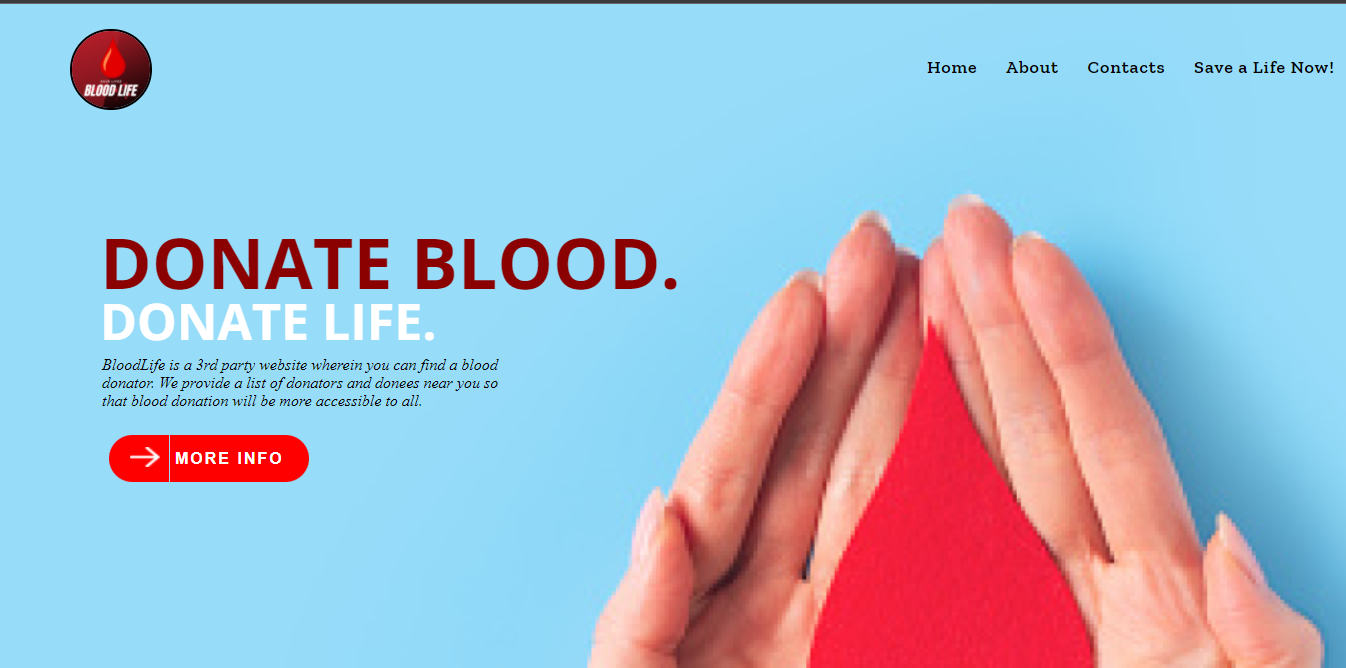 Home About Contacts Save a Life Now!
BLOOD LIFE
DONATE BLOOD.
DONATE LIFE.
BloodLife is a 3rd party website wherein you can find a blood
donator. We provide a list of donators and donees near you so
that blood donation will be more accessible to all.
MORE INFO